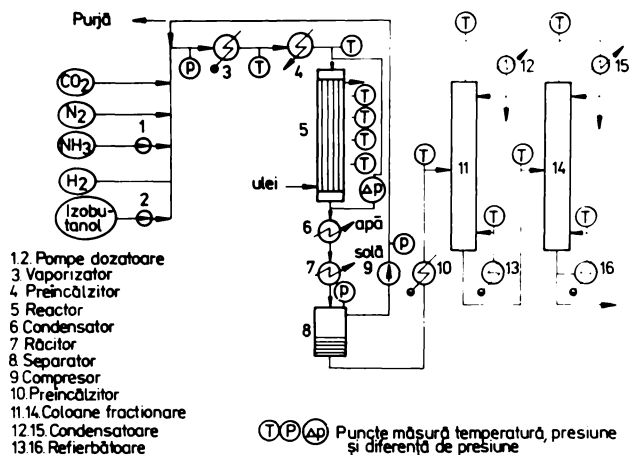 Purjă
P
3
T
4
T
CO2
N2
NH3
1
H2
Izobu-
tanol
2
5
T
T
T
T
ulei
Δp
6
apă
solă
7
9
P
P
8
10
T
11
T
12
T
13
T
14
T
15
T
16
1.2. Pompe dozatoare
3. Vaporizator
4 Preîncălzitor
5 Reactor
6 Condensator
7 Răcitor
8. Separator
9 Compresor
10. Preîncălzitor
11.14. Coloane fractionare
12.15. Condensatoare
13.16. Refierbătoare
T P Δp Puncte măsură temperatură, presiune
și diferență de presiune